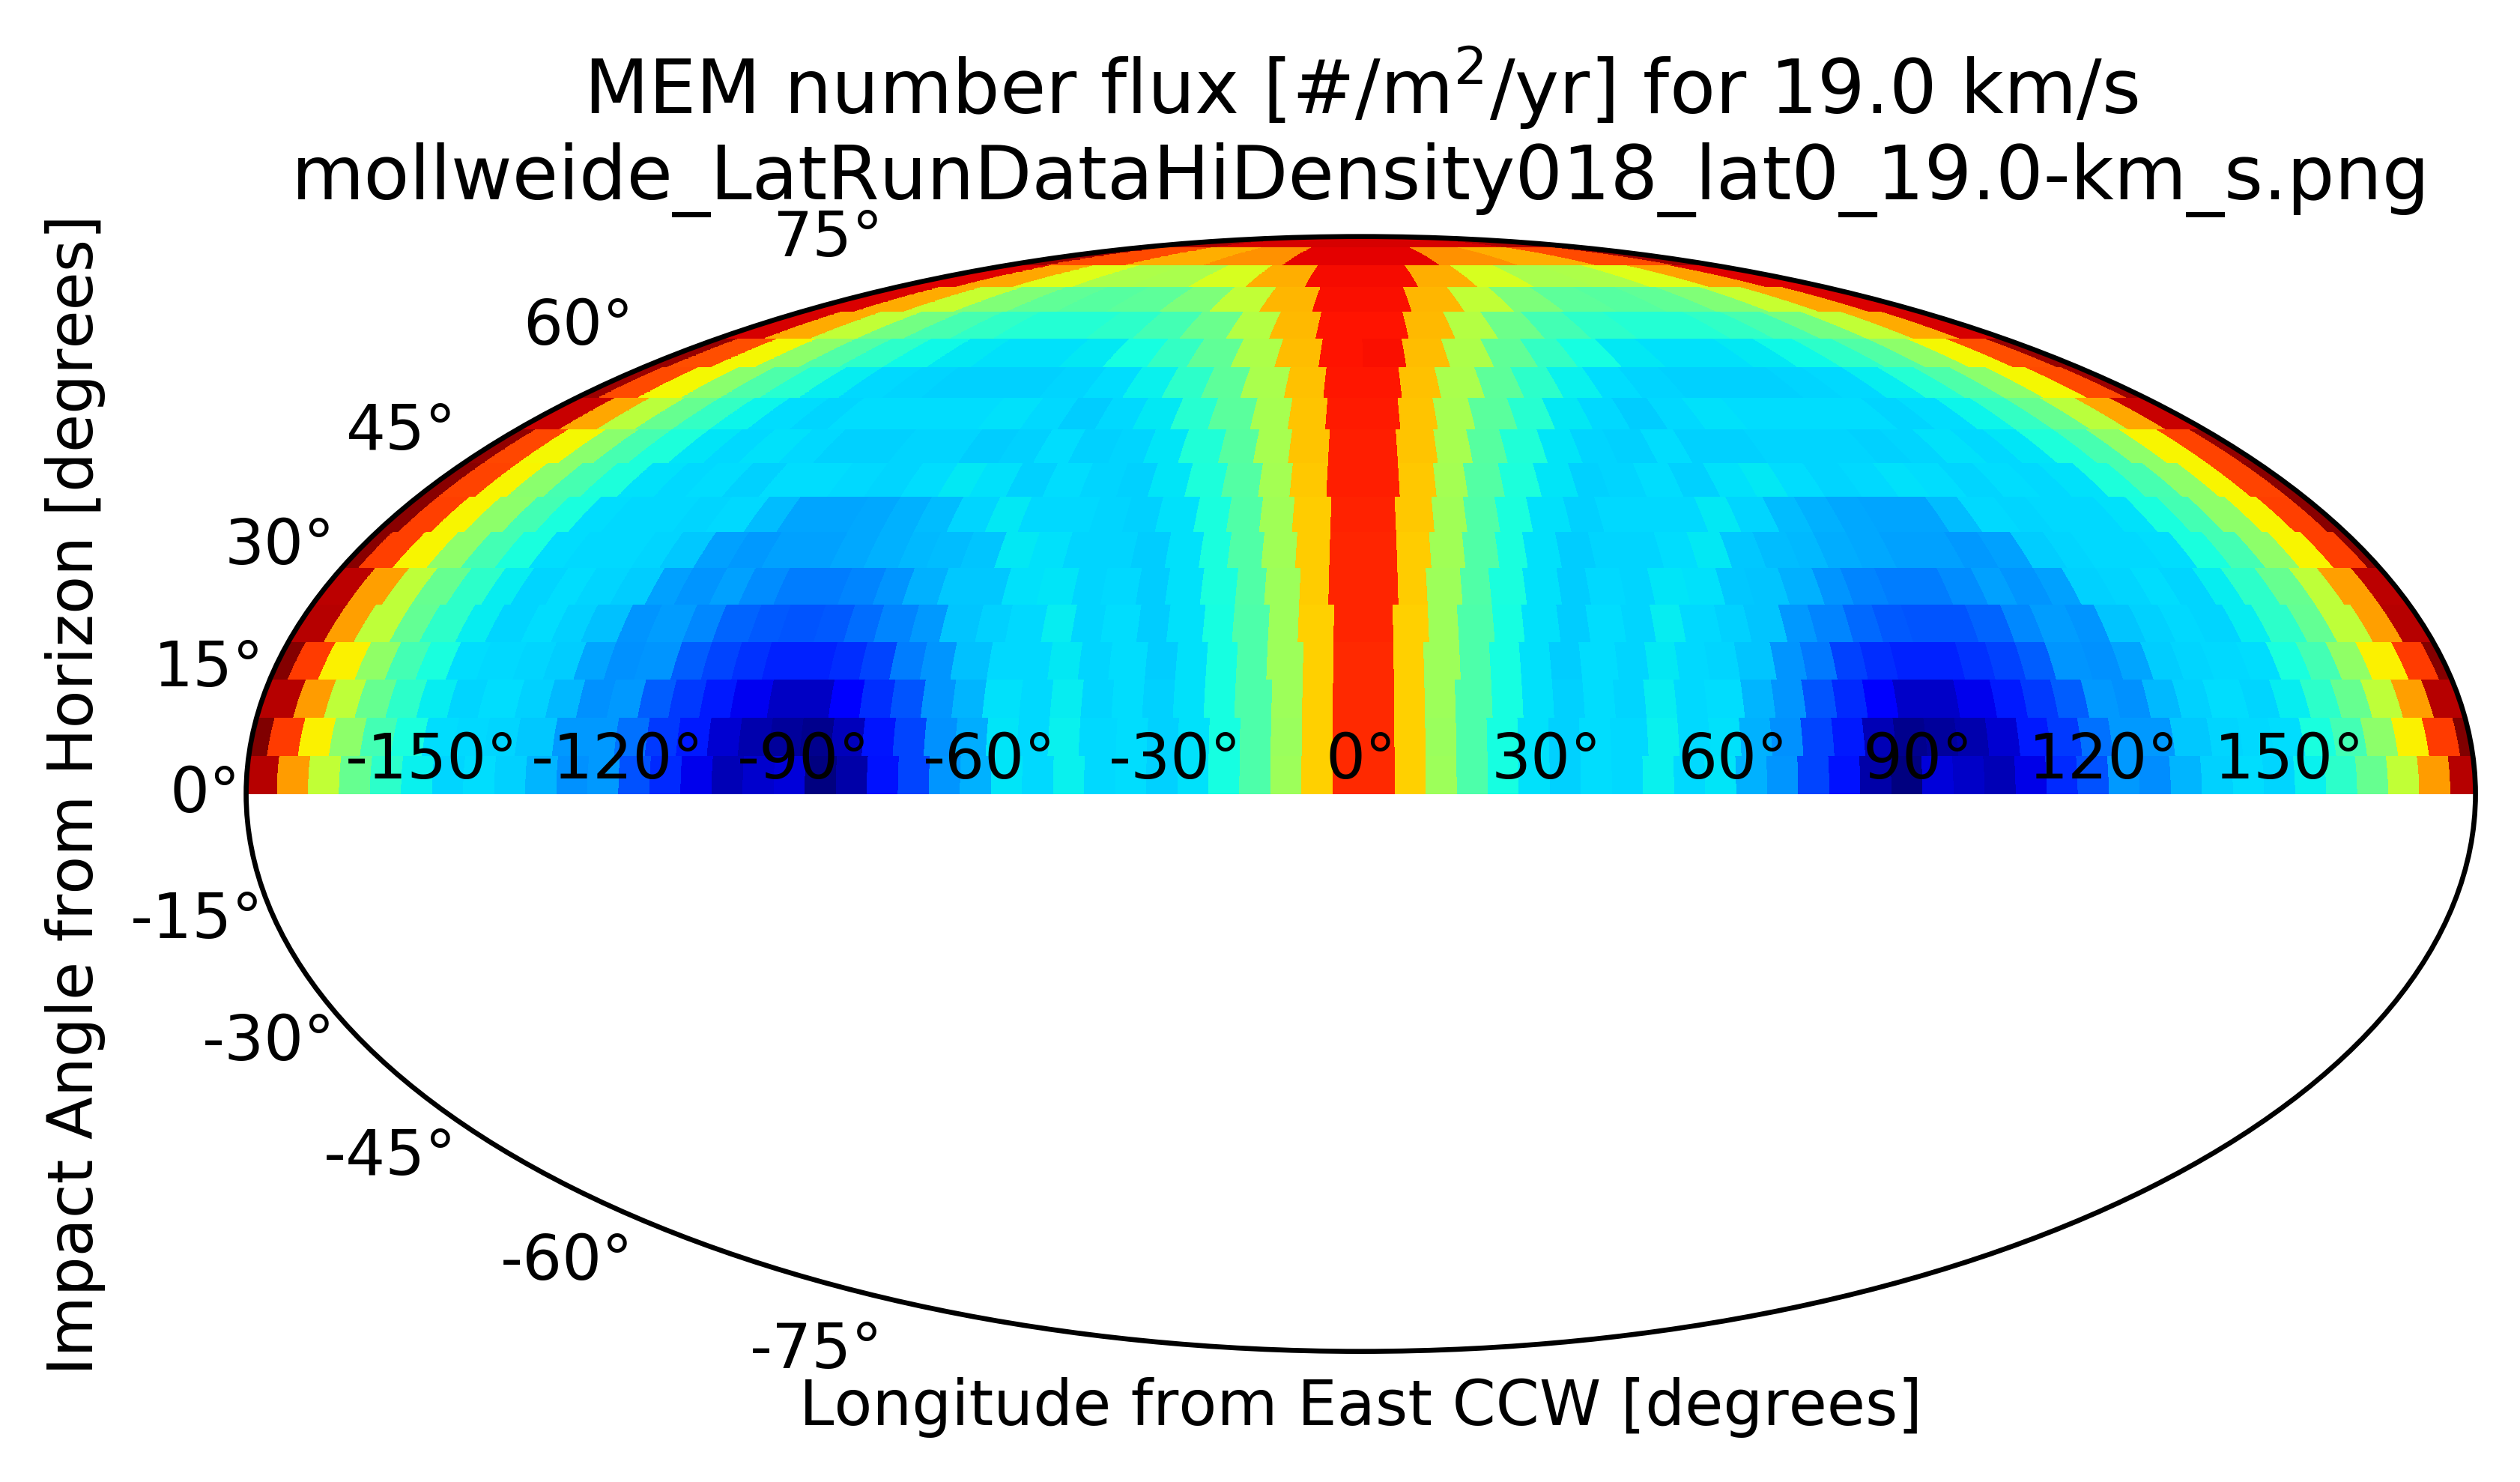 MEM number flux [#/m²/yr] for 19.0 km/s
mollweide_LatRunDataHiDensity018_lat0_19.0-km_s.png
Impact Angle from Horizon [degrees]
75°
60°
45°
30°
15°
0°
-15°
-30°
-45°
-60°
-75°
-150° -120° -90° -60° -30° 0° 30° 60° 90° 120° 150°
Longitude from East CCW [degrees]